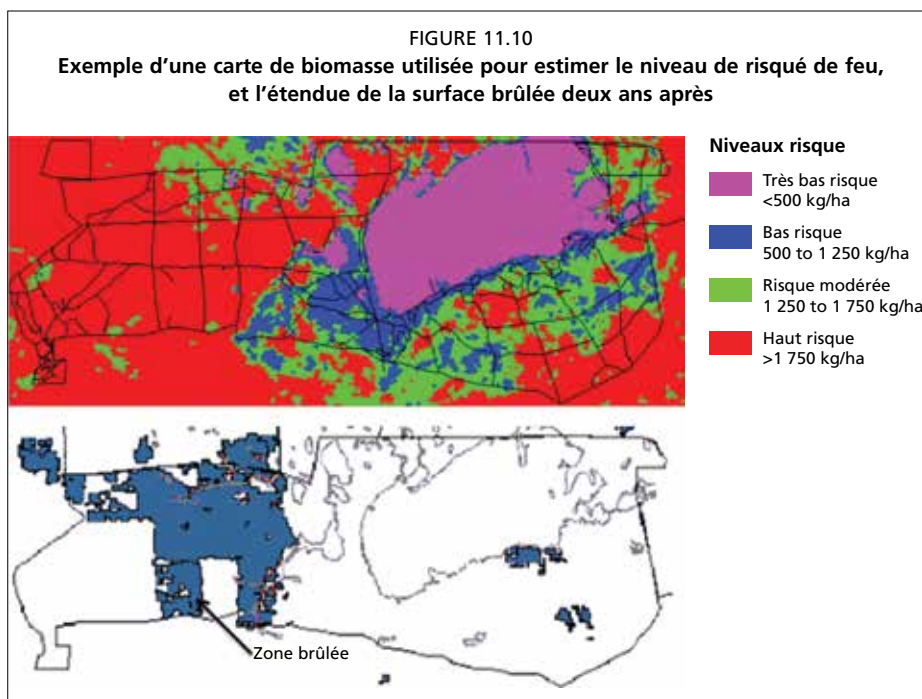 FIGURE 11.10
Exemple d'une carte de biomasse utilisée pour estimer le niveau de risqué de feu,
et l'étendue de la surface brûlée deux ans après
Niveaux risque
Très bas risque
<500 kg/ha
Bas risque
500 to 1 250 kg/ha
Risque modérée
1 250 to 1 750 kg/ha
Haut risque
>1 750 kg/ha
Zone brûlée